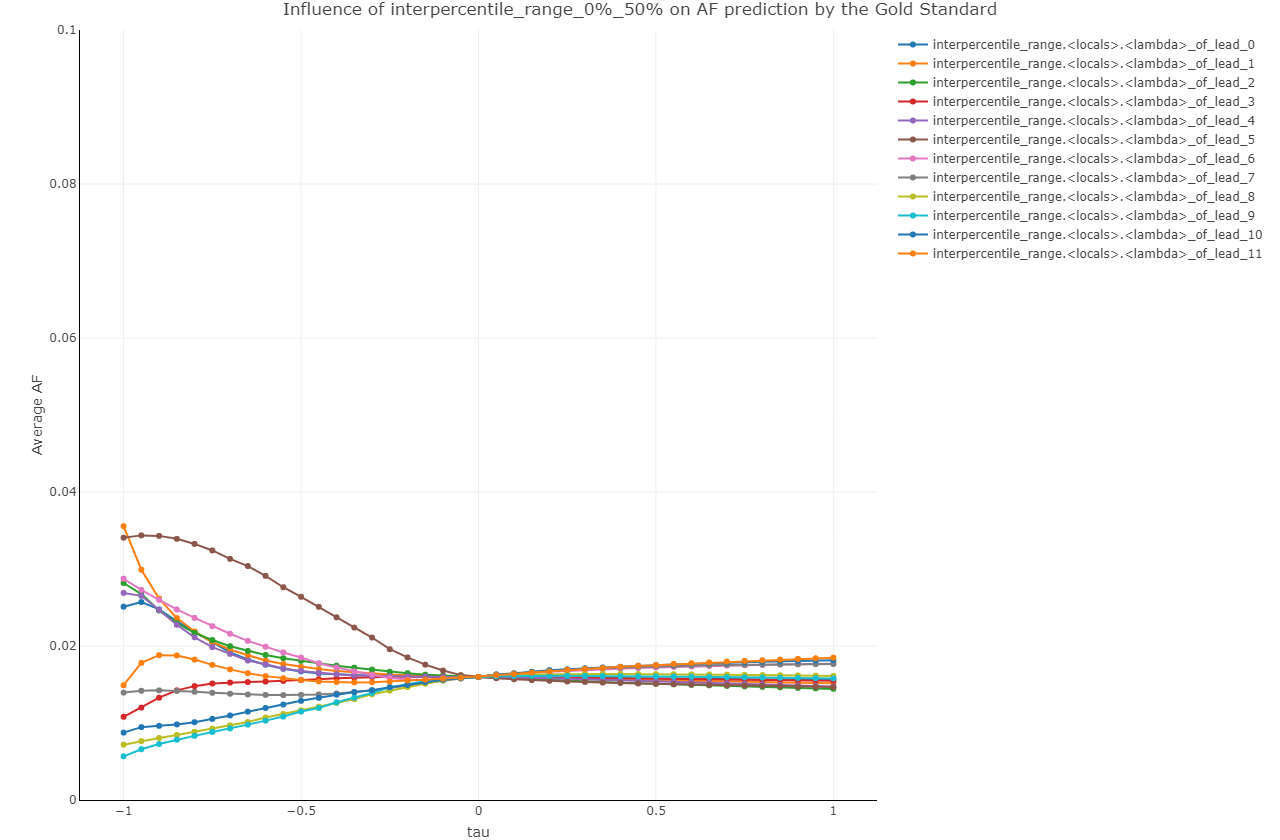 Influence of interpercentile_range_0%_50% on AF prediction by the Gold Standard
0.1
0.08
0.06
0.04
0.02
0
Average AF
−1
−0.5
0
0.5
1
tau
interpercentile_range.<locals>.<lambda>_of_lead_0
interpercentile_range.<locals>.<lambda>_of_lead_1
interpercentile_range.<locals>.<lambda>_of_lead_2
interpercentile_range.<locals>.<lambda>_of_lead_3
interpercentile_range.<locals>.<lambda>_of_lead_4
interpercentile_range.<locals>.<lambda>_of_lead_5
interpercentile_range.<locals>.<lambda>_of_lead_6
interpercentile_range.<locals>.<lambda>_of_lead_7
interpercentile_range.<locals>.<lambda>_of_lead_8
interpercentile_range.<locals>.<lambda>_of_lead_9
interpercentile_range.<locals>.<lambda>_of_lead_10
interpercentile_range.<locals>.<lambda>_of_lead_11